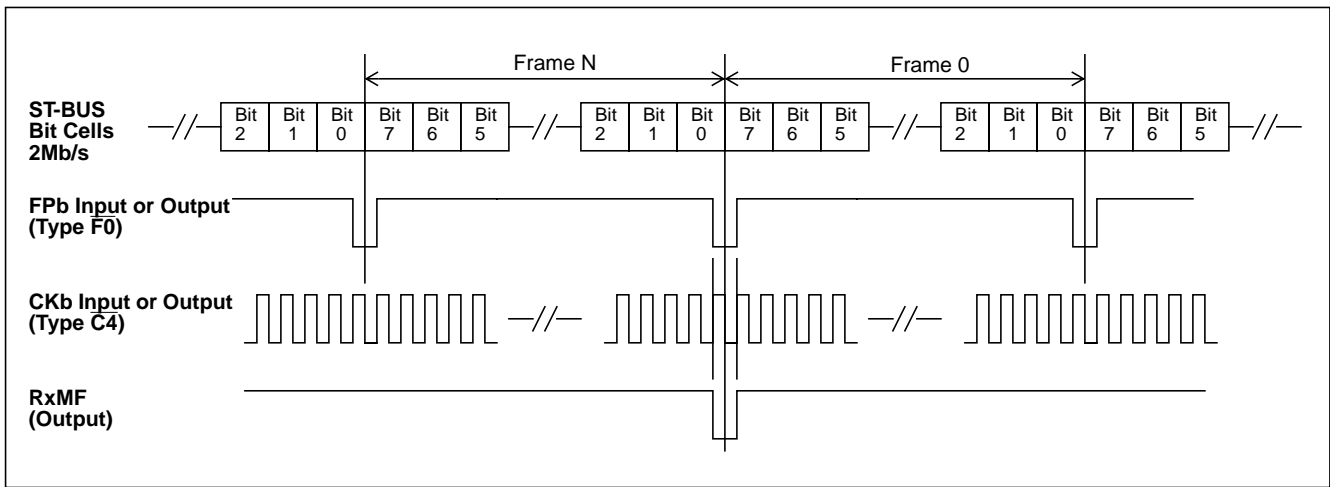 Frame N
Frame 0
ST-BUS
Bit Cells
2Mb/s
Bit 2 Bit 1 Bit 0 Bit 7 Bit 6 Bit 5 Bit 2 Bit 1 Bit 0 Bit 7 Bit 6 Bit 5 Bit 2 Bit 1 Bit 0 Bit 7 Bit 6 Bit 5
FPb Input or Output
(Type F̅0̅)
CKb Input or Output
(Type C̅4̅)
RxMF
(Output)